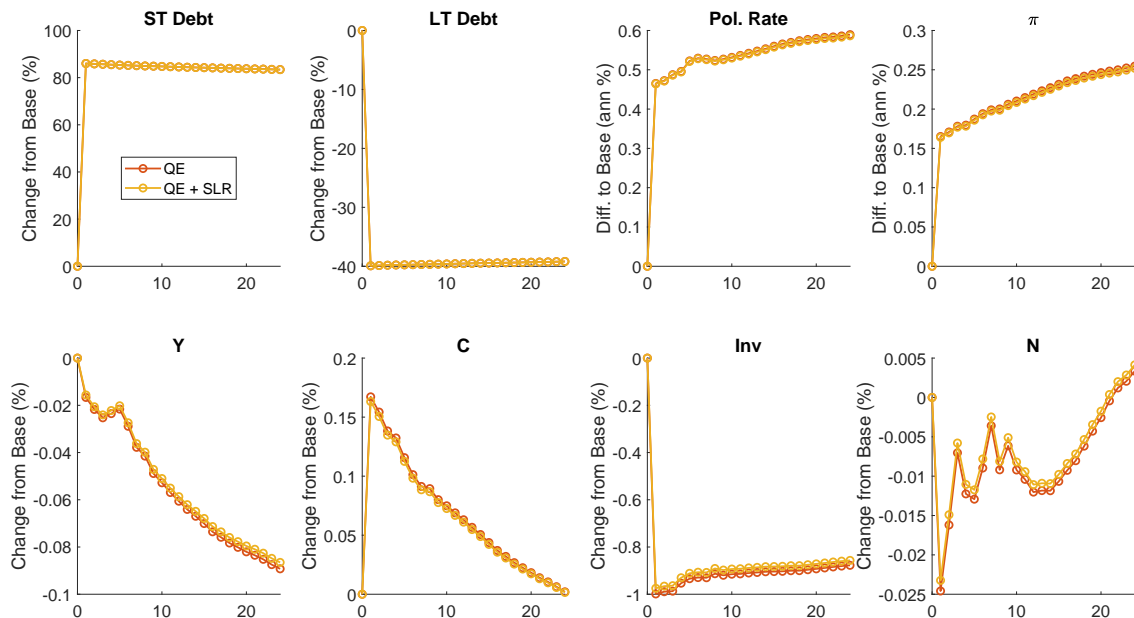 ST Debt
Change from Base (%)
100
80
60
40
20
0
0 10 20
QE
QE + SLR
LT Debt
Change from Base (%)
0
-10
-20
-30
-40
0 10 20
Pol. Rate
Diff. to Base (ann %)
0.6
0.5
0.4
0.3
0.2
0.1
0
0 10 20
π
Diff. to Base (ann %)
0.3
0.25
0.2
0.15
0.1
0.05
0
0 10 20
Y
Change from Base (%)
0
-0.02
-0.04
-0.06
-0.08
-0.1
0 10 20
C
Change from Base (%)
0.2
0.15
0.1
0.05
0
0 10 20
Inv
Change from Base (%)
0
-0.2
-0.4
-0.6
-0.8
-1
0 10 20
N
Change from Base (%)
0.005
0
-0.005
-0.01
-0.015
-0.02
-0.025
0 10 20